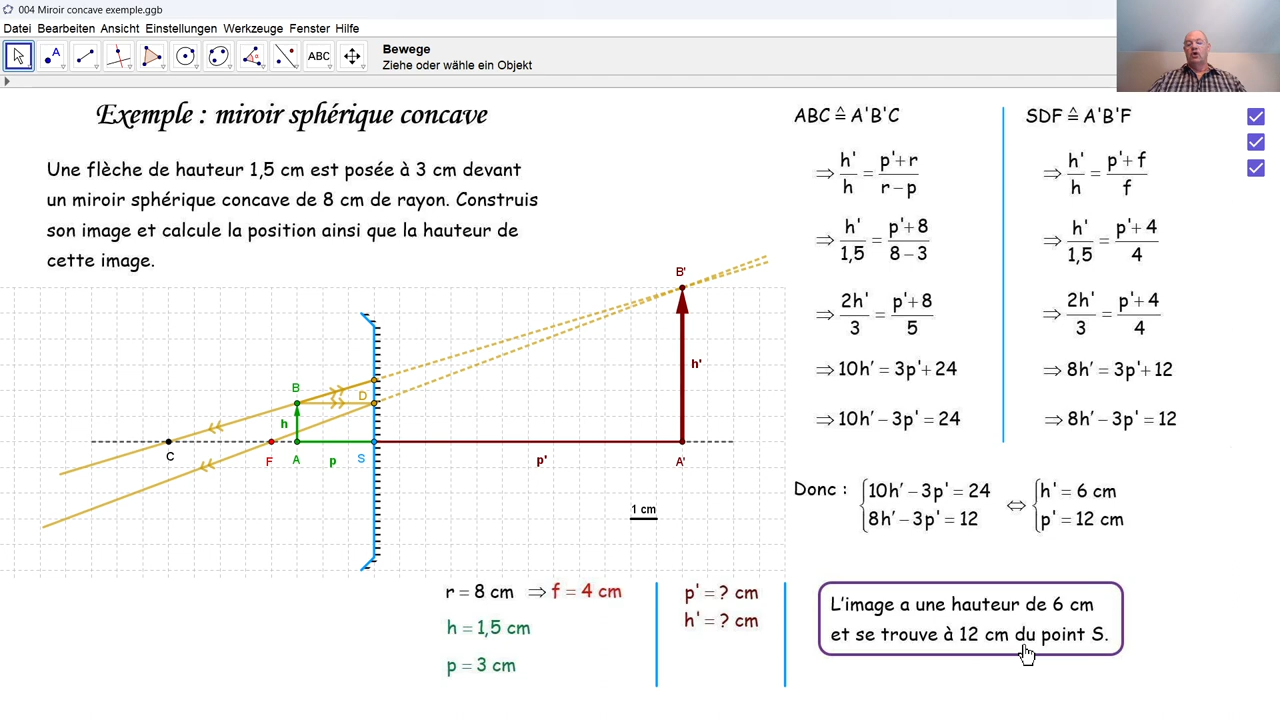 004 Miroir concave exemple.ggb
Datei Bearbeiten Ansicht Einstellungen Werkzeuge Fenster Hilfe
A
ABC
Bewege
Ziehe oder wähle ein Objekt
Exemple : miroir sphérique concave
Une flèche de hauteur 1,5 cm est posée à 3 cm devant
un miroir sphérique concave de 8 cm de rayon. Construis
son image et calcule la position ainsi que la hauteur de
cette image.
B'
h'
B
D
h
C
F
A
p
S
p'
A'
1 cm
r = 8 cm ⇒ f = 4 cm
h = 1,5 cm
p = 3 cm
p' = ? cm
h' = ? cm
ABC ≙ A'B'C
⇒ h'/h = (p'+r)/(r−p)
⇒ h'/1,5 = (p'+8)/(8−3)
⇒ 2h'/3 = (p'+8)/5
⇒ 10h' = 3p'+24
⇒ 10h' − 3p' = 24
SDF ≙ A'B'F
⇒ h'/h = (p'+f)/f
⇒ h'/1,5 = (p'+4)/4
⇒ 2h'/3 = (p'+4)/4
⇒ 8h' = 3p'+12
⇒ 8h' − 3p' = 12
Donc : {10h' − 3p' = 24 ⇔ {h' = 6 cm
8h' − 3p' = 12 p' = 12 cm
L'image a une hauteur de 6 cm
et se trouve à 12 cm du point S.